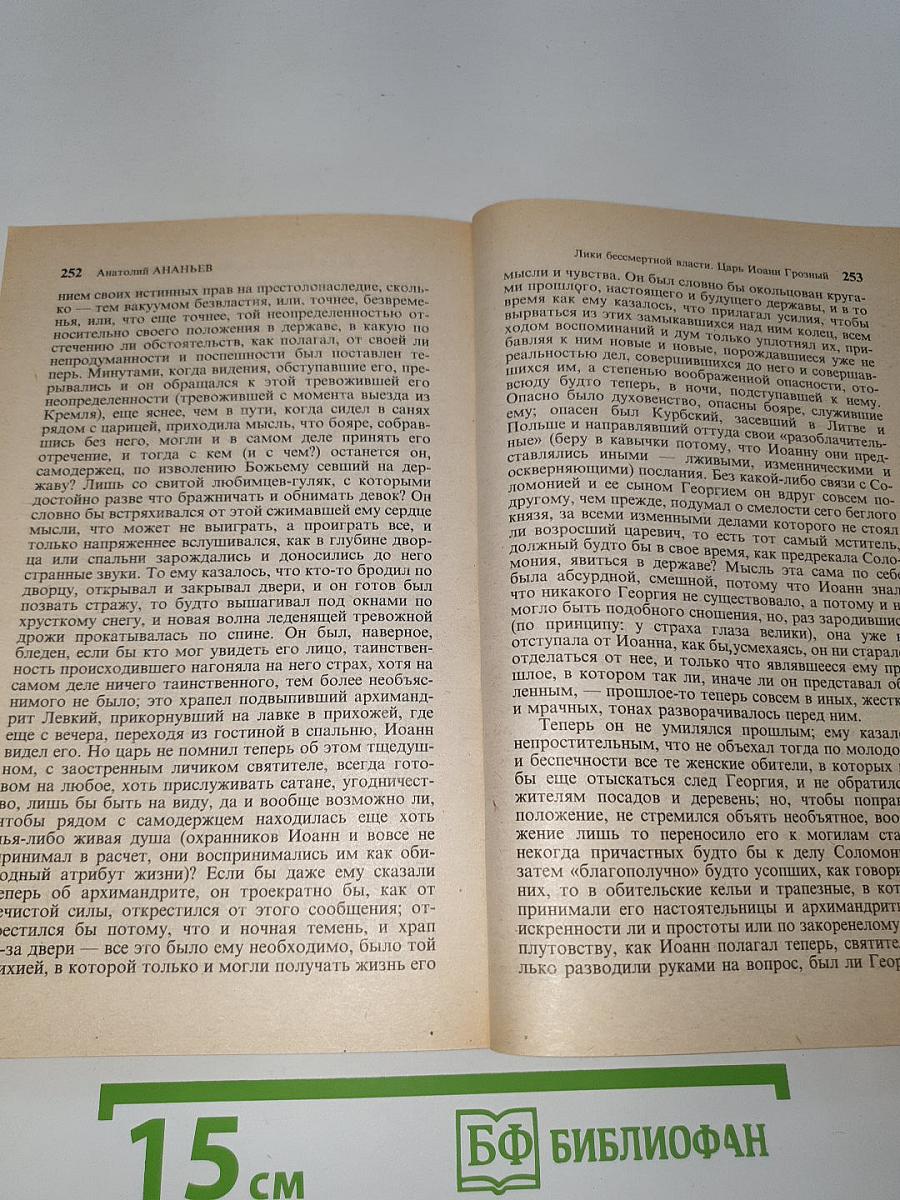 252 Анатолий АНАНЬЕВ
нием своих истинных прав на престолонаследие, сколь-
ко — тем вакуумом безвластия, или, точнее, безвреме-
нья, или, что еще точнее, той неопределенностью от-
носительно своего положения в державе, в какую по
стечению ли обстоятельств, как полагал, от своей ли
непродуманности и поспешности был поставлен те-
перь. Минутами, когда видения, обступавшие его, пре-
рывались и он обращался к этой тревожившей его
неопределенности (тревожившей с момента выезда из
Кремля), еще яснее, чем в пути, когда сидел в санях
рядом с царицей, приходила мысль, что бояре, собрав-
шись без него, могли и в самом деле принять его
отречение, и тогда с кем (и с чем?) останется он,
самодержец, по изволению Божьему севший на дер-
жаву? Лишь со свитой любимцев-гуляк, с которыми
достойно разве что бражничать и обнимать девок? Он
словно бы встряхивался от этой сжимавшей ему сердце
мысли, что может не выиграть, а проиграть все, и
только напряженнее вслушивался, как в глубине двор-
ца или спальни зарождались и доносились до него
странные звуки. То ему казалось, что кто-то бродил по
дворцу, открывал и закрывал двери, и он готов был
позвать стражу, то будто вышагивал под окнами по
хрусткому снегу, и новая волна леденящей тревожной
дрожи прокатывалась по спине. Он был, наверное,
бледен, если бы кто мог увидеть его лицо, таинствен-
ность происходившего нагоняла на него страх, хотя на
самом деле ничего таинственного, тем более необъяс-
нимого не было; это храпел подвыпивший архиманд-
рит Левкий, прикорнувший на лавке в прихожей, где
еще с вечера, переходя из гостиной в спальню, Иоанн
видел его. Но царь не помнил теперь об этом тщедуш-
ном, с заостренным личиком святителе, всегда гото-
вом на любое, хоть прислуживать сатане, угодничест-
во, лишь бы быть на виду, да и вообще возможно ли,
чтобы рядом с самодержцем находилась еще хоть
чья-либо живая душа (охранников Иоанн и вовсе не
принимал в расчет, они воспринимались им как оби-
одный атрибут жизни)? Если бы даже ему сказали
еперь об архимандрите, он троекратно бы, как от
ечистой силы, открестился от этого сообщения; от-
рестился бы потому, что и ночная темень, и храп
-за двери — все это было ему необходимо, было той
ихией, в которой только и могли получать жизнь его
Лики бессмертной власти. Царь Иоанн Грозный 253
мысли и чувства. Он был словно бы окольцован круга-
ми прошлого, настоящего и будущего державы, и в то
время как ему казалось, что прилагал усилия, чтобы
вырваться из этих замыкавшихся над ним колец, всем
ходом воспоминаний и дум только уплотнял их, при-
бавляя к ним новые и новые, порождавшиеся уже не
реальностью дел, совершившихся до него и совершав-
шихся им, а степенью воображенной опасности, ото-
всюду будто теперь, в ночи, подступавшей к нему.
Опасно было духовенство, опасны бояре, служившие
ему; опасен был Курбский, засевший в Литве и
Польше и направлявший оттуда свои «разоблачитель-
ные» (беру в кавычки потому, что Иоанну они пред-
ставлялись иными — лживыми, изменническими и
оскверняющими) послания. Без какой-либо связи с Со-
ломонией и ее сыном Георгием он вдруг совсем по-
другому, чем прежде, подумал о смелости сего беглого
князя, за всеми изменными делами которого не стоял
ли возросший царевич, то есть тот самый мститель,
должный будто бы в свое время, как предрекала Соло-
мония, явиться в державе? Мысль эта сама по себе
была абсурдной, смешной, потому что Иоанн знал
что никакого Георгия не существовало, а потому и н
могло быть подобного сношения, но, раз зародившис
(по принципу: у страха глаза велики), она уже н
отступала от Иоанна, как бы, усмехаясь, он ни старал
отделаться от нее, и только что являвшееся ему пр
шлое, в котором так ли, иначе ли он представал об
ленным, — прошлое-то теперь совсем в иных, жестк
и мрачных, тонах разворачивалось перед ним.
Теперь он не умилялся прошлым; ему казало
непростительным, что не объехал тогда по молодо
и беспечности все те женские обители, в которых
бы еще отыскаться след Георгия, и не обратилс
жителям посадов и деревень; но, чтобы поправ
положение, не стремился объять необъятное, воо
жение лишь то переносило его к могилам ста
некогда причастных будто бы к делу Соломони
затем «благополучно» будто усопших, как говори
них, то в обительские кельи и трапезные, в кот
принимали его настоятельницы и архимандрит
искренности ли и простоты или по закоренелому
плутовству, как Иоанн полагал теперь, святите
лько разводили руками на вопрос, был ли Геор
15 см
БФ БИБЛИОФАН